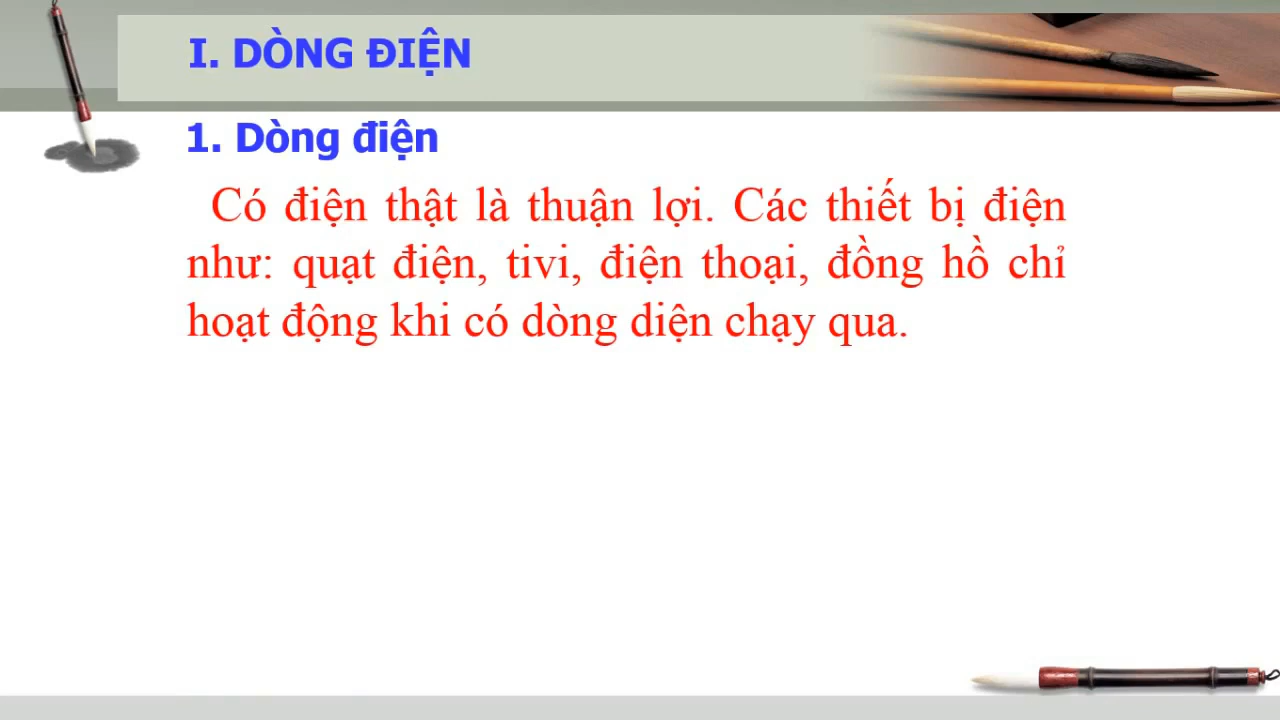 I. DÒNG ĐIỆN
1. Dòng điện
Có điện thật là thuận lợi. Các thiết bị điện
như: quạt điện, tivi, điện thoại, đồng hồ chỉ
hoạt động khi có dòng diện chạy qua.